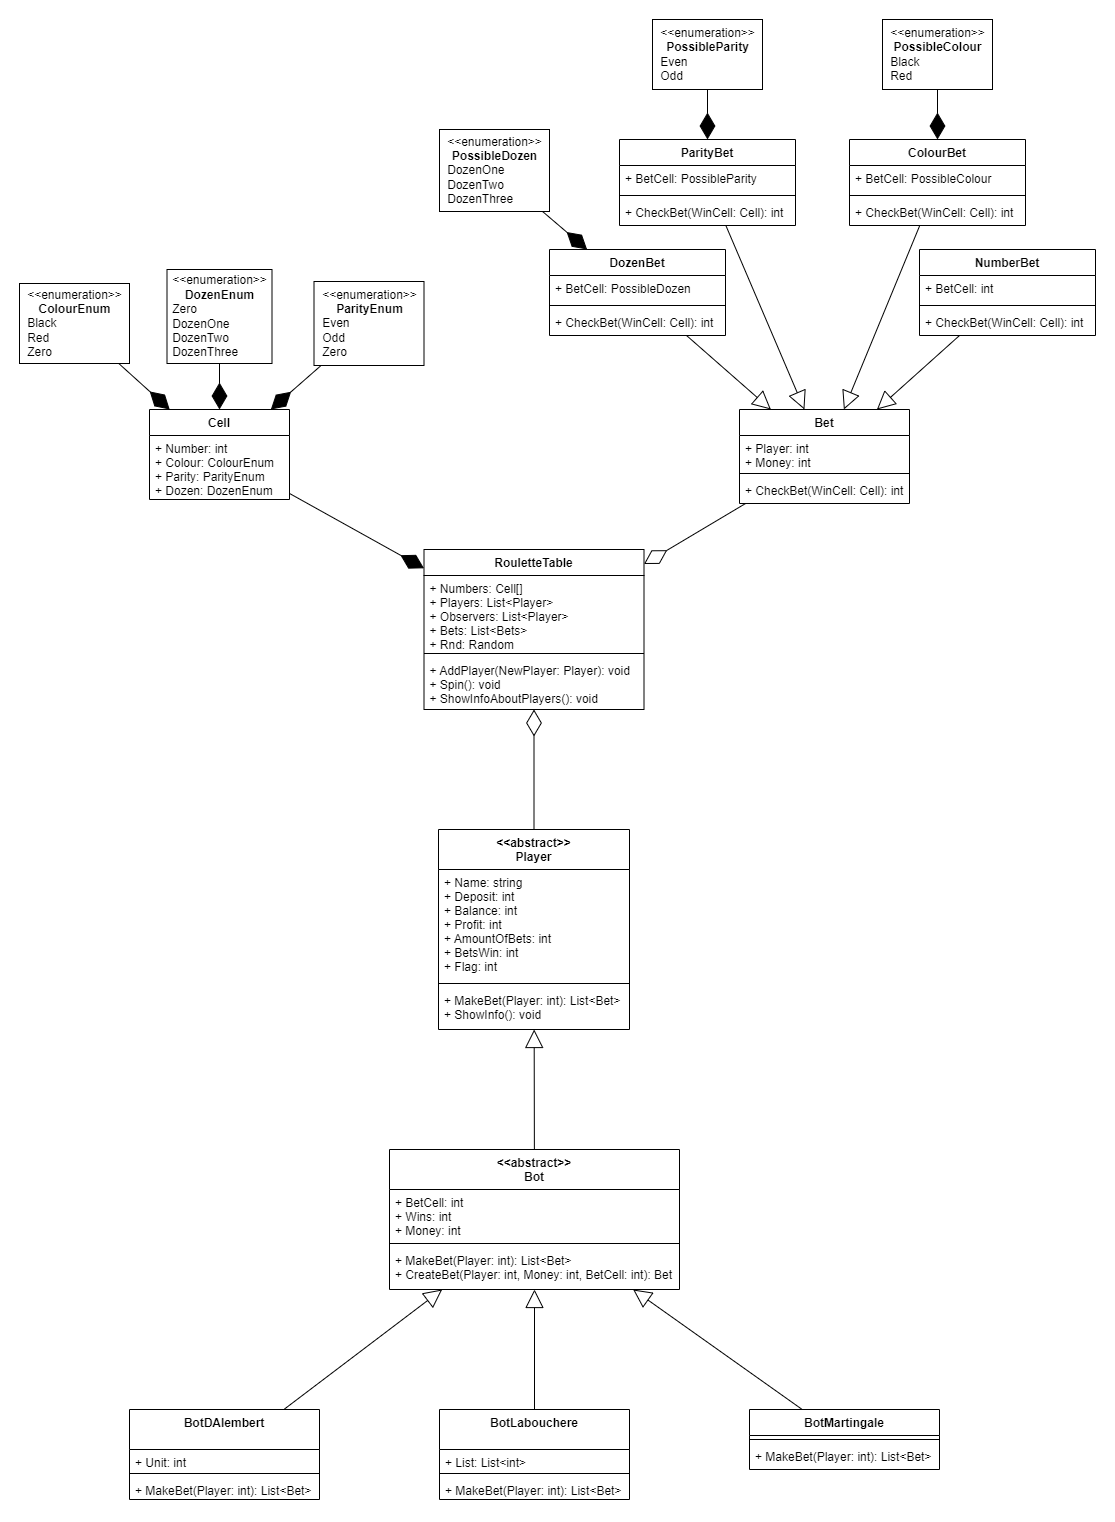 <<enumeration>>
PossibleParity
Even
Odd
<<enumeration>>
PossibleColour
Black
Red
<<enumeration>>
PossibleDozen
DozenOne
DozenTwo
DozenThree
ParityBet
+ BetCell: PossibleParity
+ CheckBet(WinCell: Cell): int
ColourBet
+ BetCell: PossibleColour
+ CheckBet(WinCell: Cell): int
DozenBet
+ BetCell: PossibleDozen
+ CheckBet(WinCell: Cell): int
NumberBet
+ BetCell: int
+ CheckBet(WinCell: Cell): int
<<enumeration>>
ColourEnum
Black
Red
Zero
<<enumeration>>
DozenEnum
Zero
DozenOne
DozenTwo
DozenThree
<<enumeration>>
ParityEnum
Even
Odd
Zero
Cell
+ Number: int
+ Colour: ColourEnum
+ Parity: ParityEnum
+ Dozen: DozenEnum
Bet
+ Player: int
+ Money: int
+ CheckBet(WinCell: Cell): int
RouletteTable
+ Numbers: Cell[]
+ Players: List<Player>
+ Observers: List<Player>
+ Bets: List<Bets>
+ Rnd: Random
+ AddPlayer(NewPlayer: Player): void
+ Spin(): void
+ ShowInfoAboutPlayers(): void
<<abstract>>
Player
+ Name: string
+ Deposit: int
+ Balance: int
+ Profit: int
+ AmountOfBets: int
+ BetsWin: int
+ Flag: int
+ MakeBet(Player: int): List<Bet>
+ ShowInfo(): void
<<abstract>>
Bot
+ BetCell: int
+ Wins: int
+ Money: int
+ MakeBet(Player: int): List<Bet>
+ CreateBet(Player: int, Money: int, BetCell: int): Bet
BotDAlembert
+ Unit: int
+ MakeBet(Player: int): List<Bet>
BotLabouchere
+ List: List<int>
+ MakeBet(Player: int): List<Bet>
BotMartingale
+ MakeBet(Player: int): List<Bet>